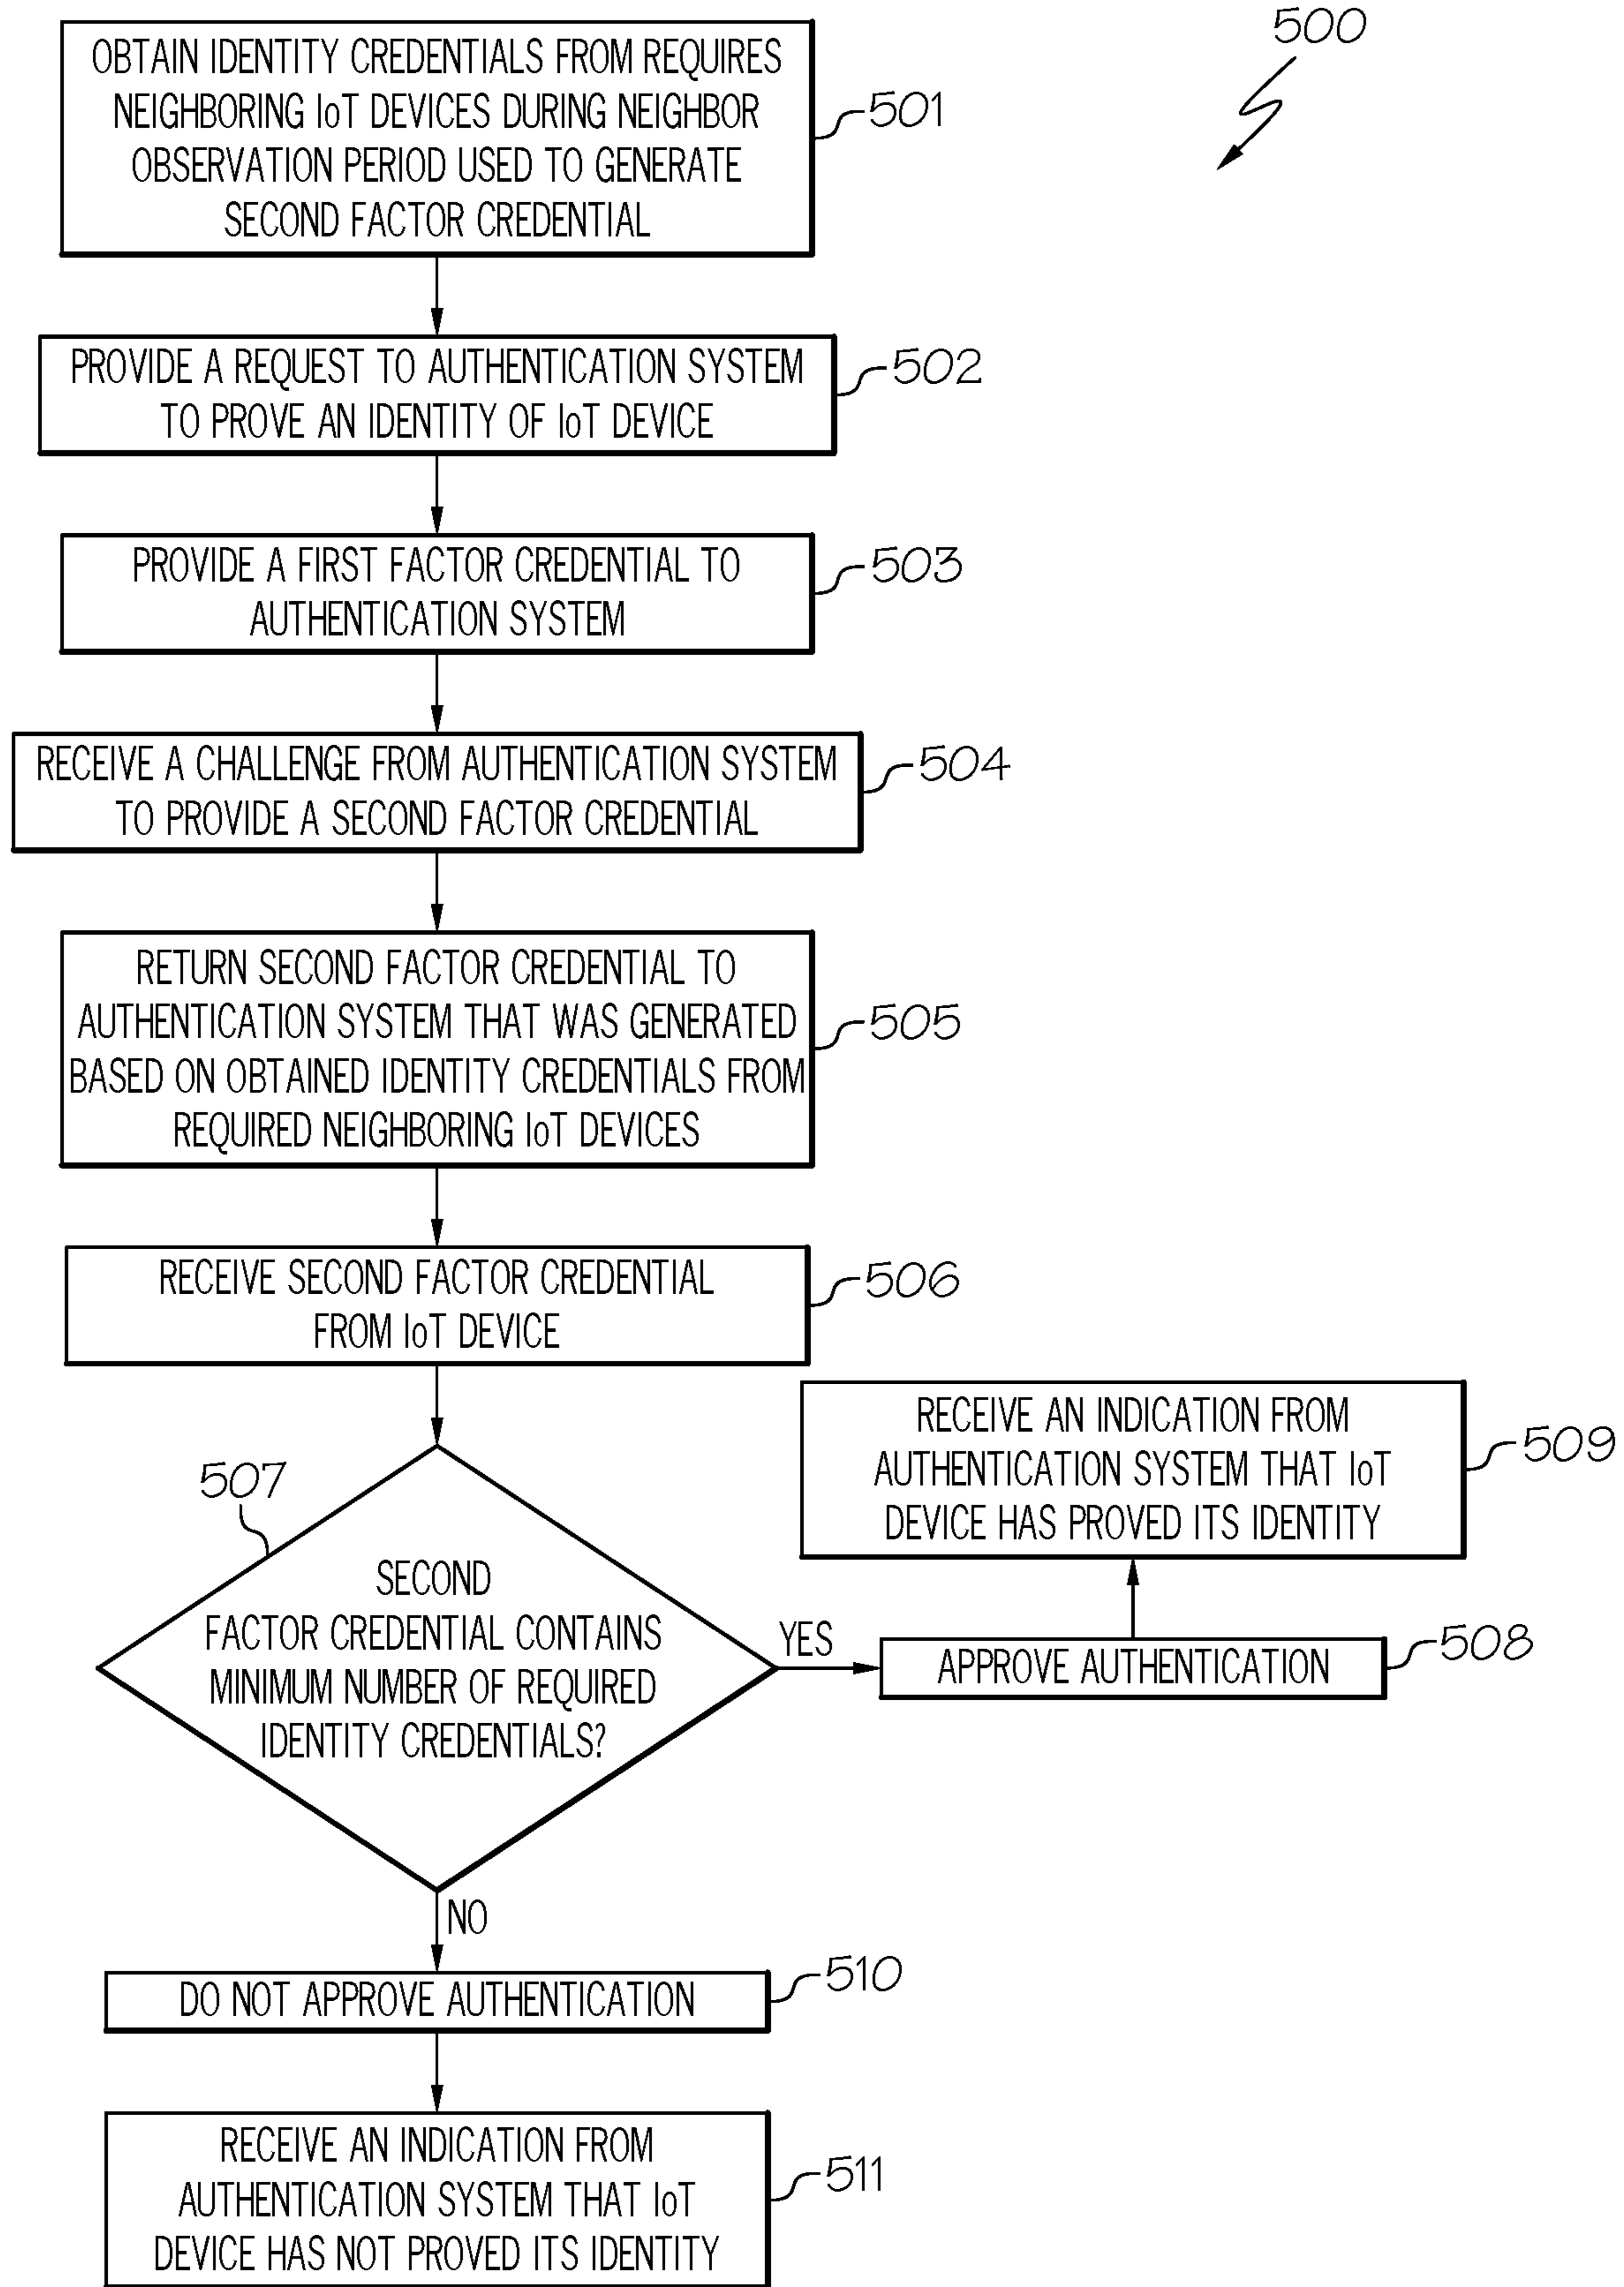 500
OBTAIN IDENTITY CREDENTIALS FROM REQUIRES
NEIGHBORING IoT DEVICES DURING NEIGHBOR
OBSERVATION PERIOD USED TO GENERATE
SECOND FACTOR CREDENTIAL
501
PROVIDE A REQUEST TO AUTHENTICATION SYSTEM
TO PROVE AN IDENTITY OF IoT DEVICE
502
PROVIDE A FIRST FACTOR CREDENTIAL TO
AUTHENTICATION SYSTEM
503
RECEIVE A CHALLENGE FROM AUTHENTICATION SYSTEM
TO PROVIDE A SECOND FACTOR CREDENTIAL
504
RETURN SECOND FACTOR CREDENTIAL TO
AUTHENTICATION SYSTEM THAT WAS GENERATED
BASED ON OBTAINED IDENTITY CREDENTIALS FROM
REQUIRED NEIGHBORING IoT DEVICES
505
RECEIVE SECOND FACTOR CREDENTIAL
FROM IoT DEVICE
506
507
SECOND
FACTOR CREDENTIAL CONTAINS
MINIMUM NUMBER OF REQUIRED
IDENTITY CREDENTIALS?
YES
APPROVE AUTHENTICATION
508
RECEIVE AN INDICATION FROM
AUTHENTICATION SYSTEM THAT IoT
DEVICE HAS PROVED ITS IDENTITY
509
NO
DO NOT APPROVE AUTHENTICATION
510
RECEIVE AN INDICATION FROM
AUTHENTICATION SYSTEM THAT IoT
DEVICE HAS NOT PROVED ITS IDENTITY
511